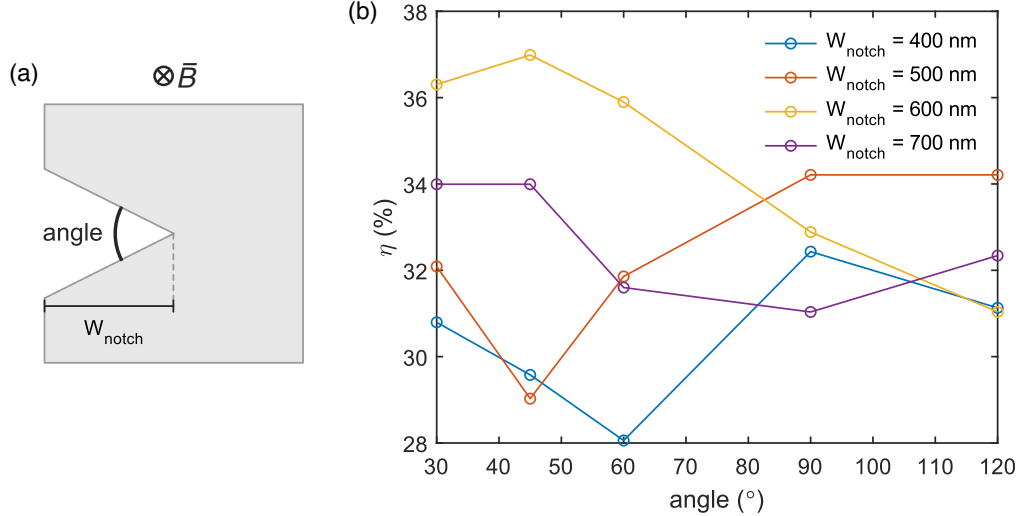 (a)
⊗ B̄
angle
W_notch
(b)
38
36
34
32
30
28
η (%)
W_notch = 400 nm
W_notch = 500 nm
W_notch = 600 nm
W_notch = 700 nm
30 40 50 60 70 80 90 100 110 120
angle (°)